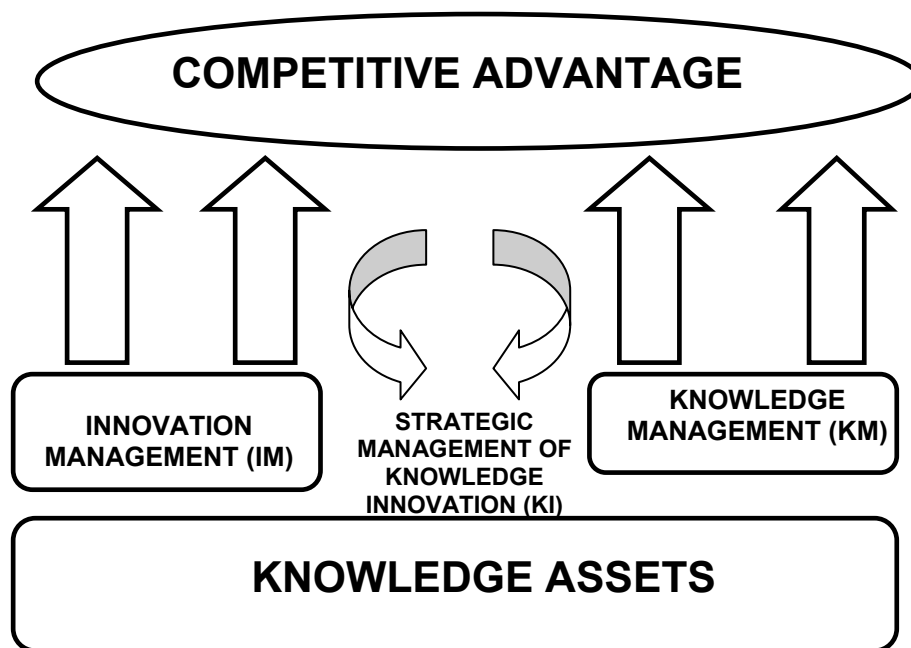 COMPETITIVE ADVANTAGE
INNOVATION
MANAGEMENT (IM)
STRATEGIC
MANAGEMENT OF
KNOWLEDGE
INNOVATION (KI)
KNOWLEDGE
MANAGEMENT (KM)
KNOWLEDGE ASSETS